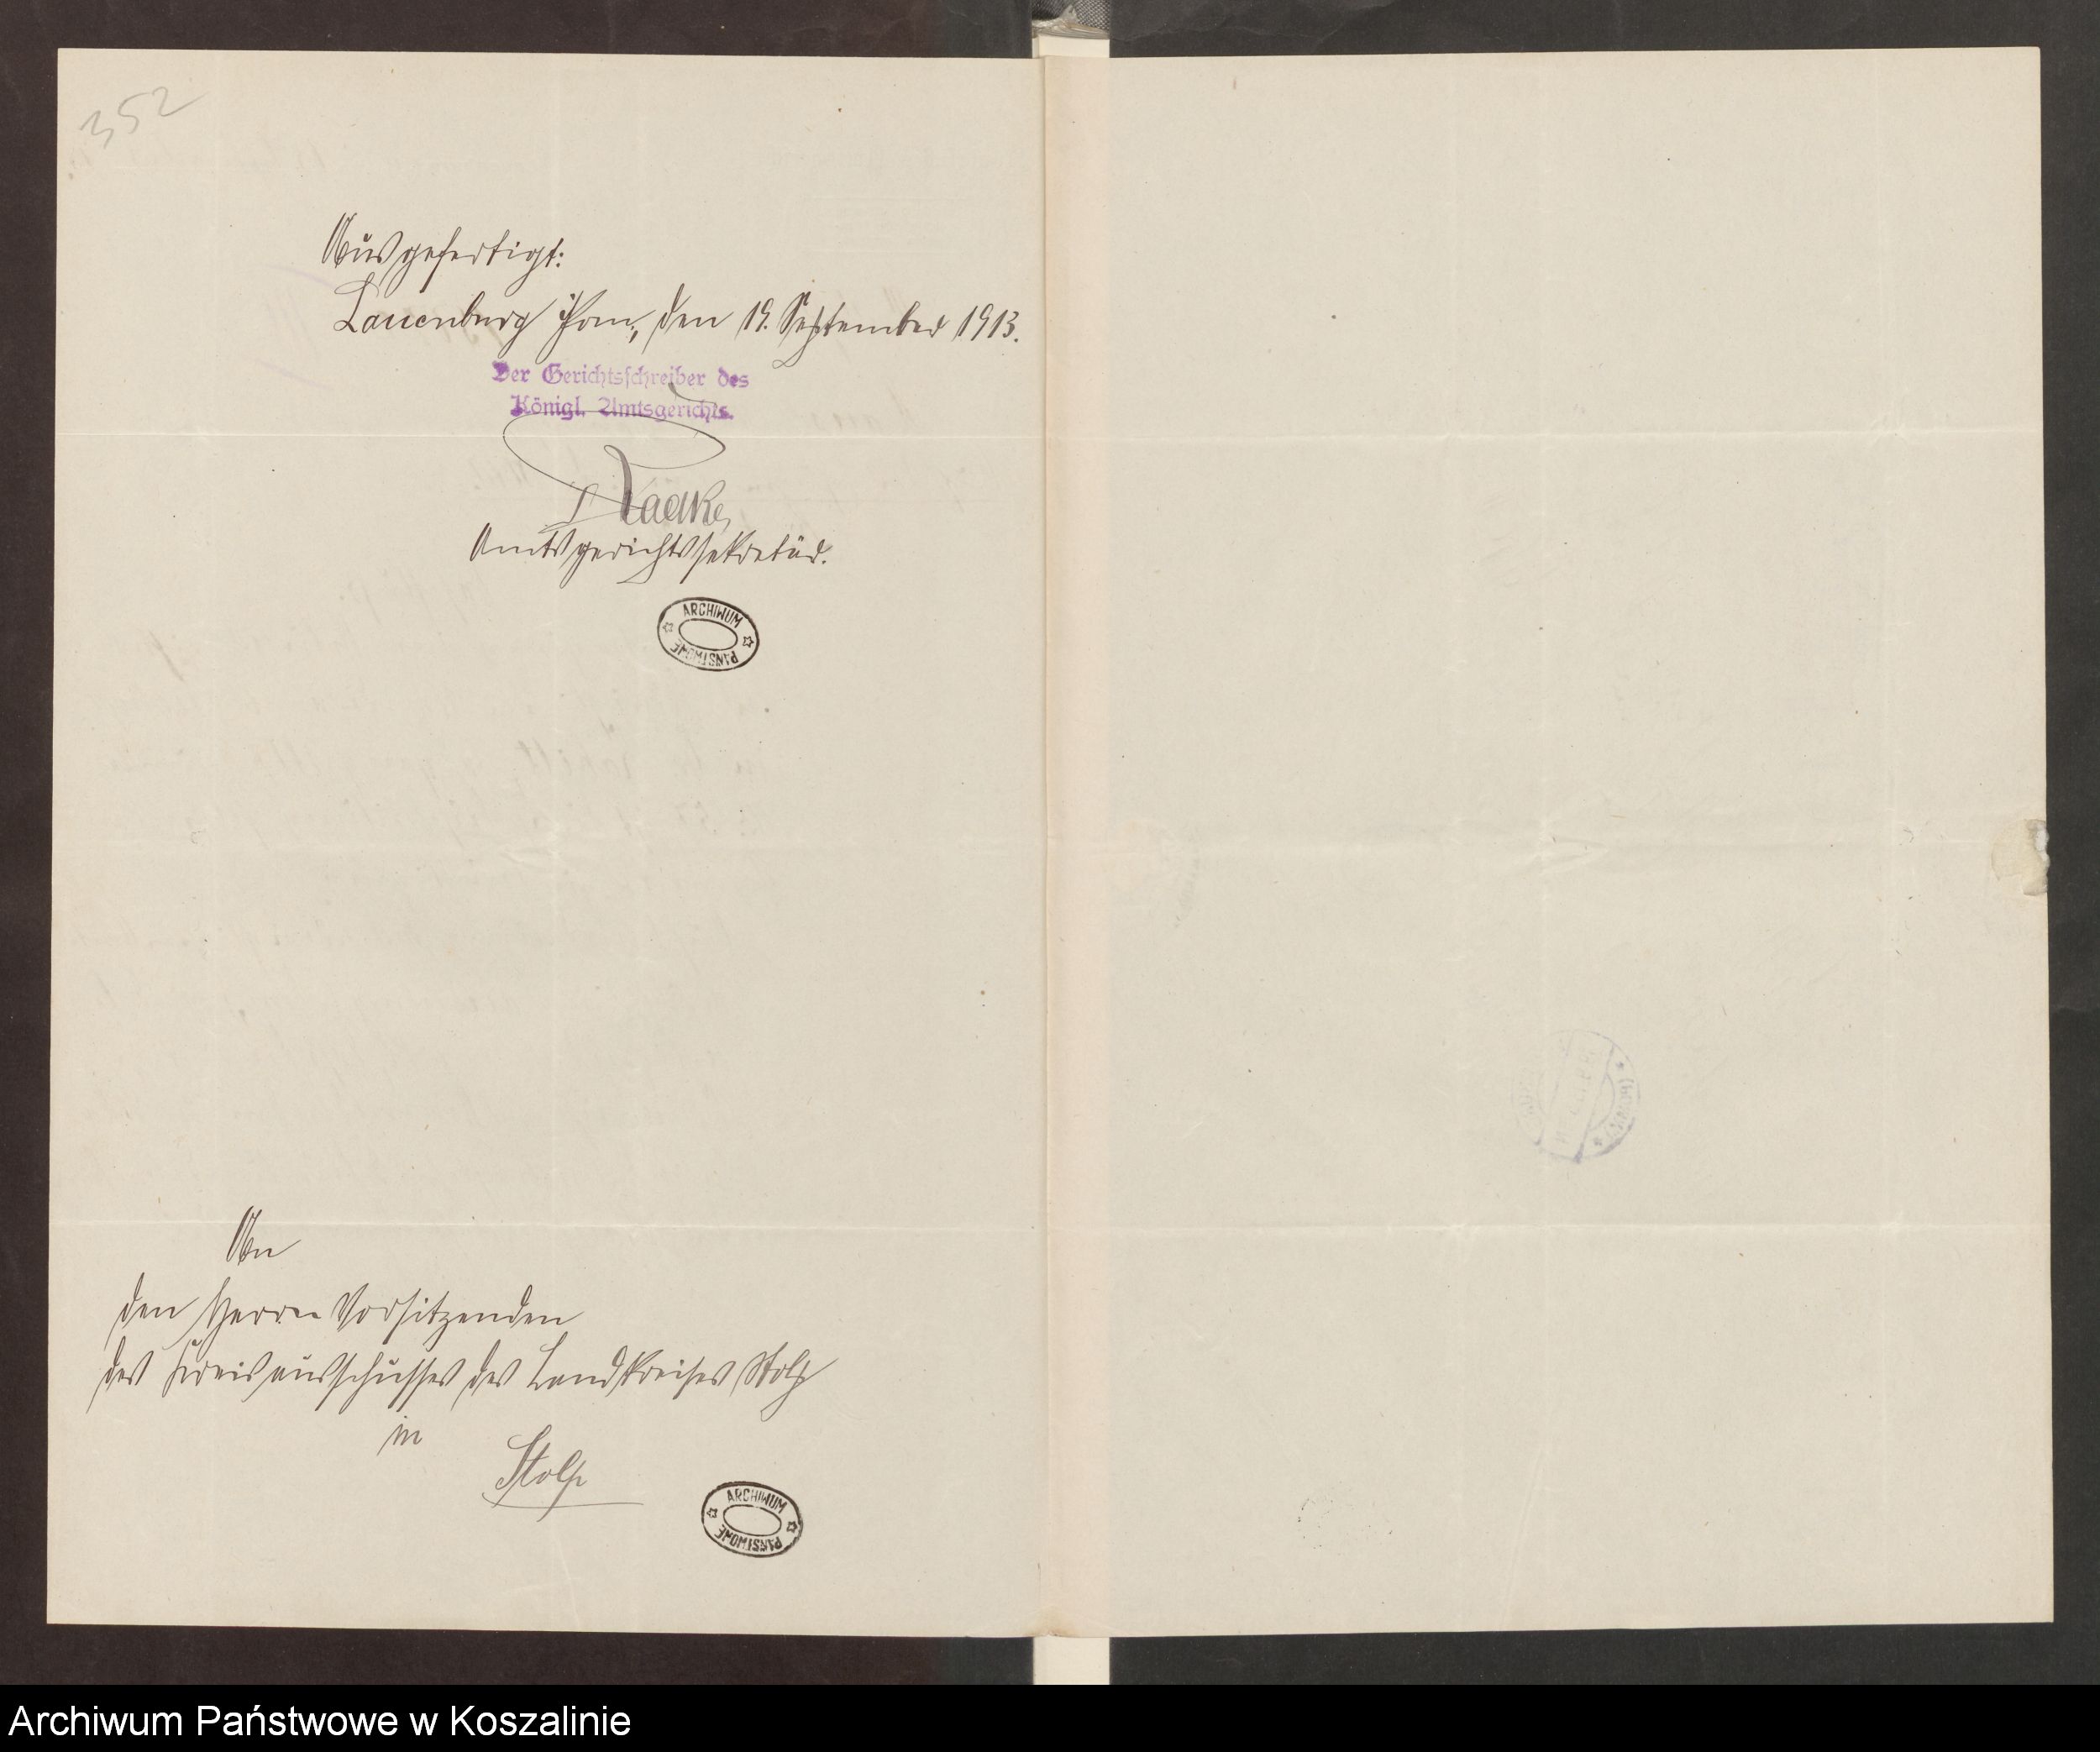 352
Ausgefertigt:
Lauenburg i/Pom., den 19. September 1913.
Der Gerichtsschreiber des
Königl. Amtsgerichts.
Radke,
Amtsgerichtssekretär.
ARCHIWUM PAŃSTWOWE
An
den Herrn Vorsitzenden
des Kreisausschusses des Landkreises Stolp
in
Stolp
ARCHIWUM PAŃSTWOWE
Archiwum Państwowe w Koszalinie